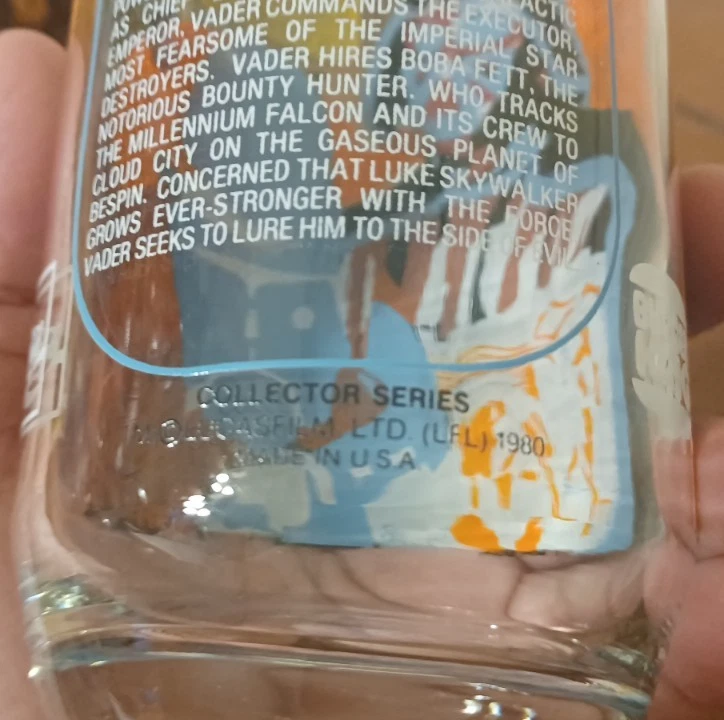 AS CHIEF
EMPEROR, VADER COMMANDS THE EXECUTOR,
MOST FEARSOME OF THE IMPERIAL STAR
DESTROYERS. VADER HIRES BOBA FETT, THE
NOTORIOUS BOUNTY HUNTER. WHO TRACKS
THE MILLENNIUM FALCON AND ITS CREW TO
CLOUD CITY ON THE GASEOUS PLANET OF
BESPIN. CONCERNED THAT LUKE SKYWALKER
GROWS EVER-STRONGER WITH THE FORCE
VADER SEEKS TO LURE HIM TO THE SIDE OF EVIL
COLLECTOR SERIES
©LUCASFILM, LTD. (LFL) 1980
MADE IN U.S.A